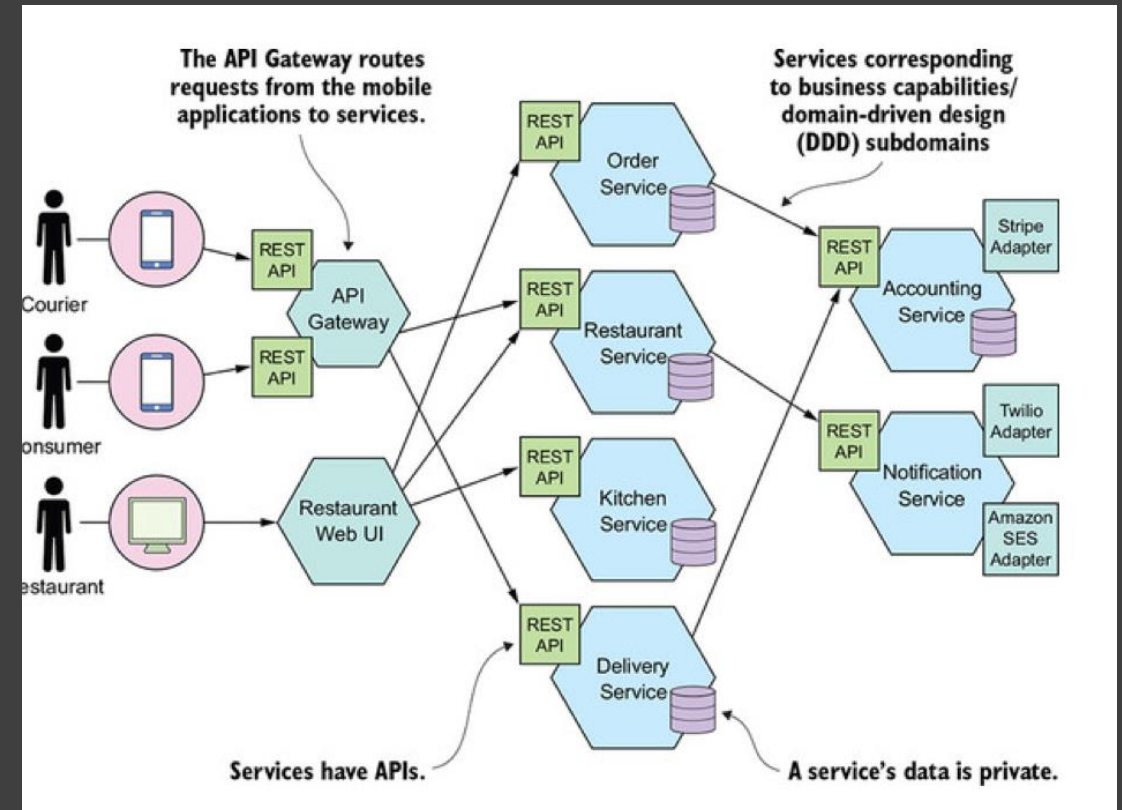 The API Gateway routes
requests from the mobile
applications to services.
Services corresponding
to business capabilities/
domain-driven design
(DDD) subdomains
REST
API
Order
Service
Stripe
Adapter
REST
API
REST
API
Accounting
Service
Courier
API
Gateway
REST
API
Restaurant
Service
REST
API
onsumer
Twilio
Adapter
REST
API
Notification
Service
REST
API
Kitchen
Service
Restaurant
Web UI
Amazon
SES
Adapter
estaurant
REST
API
Delivery
Service
Services have APIs.
A service's data is private.